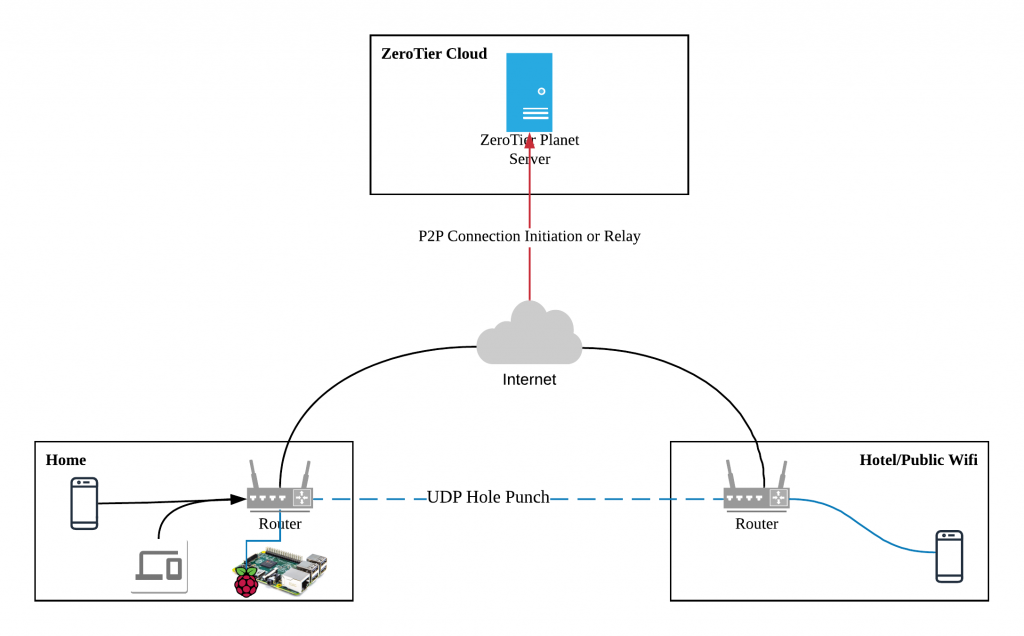 ZeroTier Cloud
ZeroTier Planet
Server
P2P Connection Initiation or Relay
Internet
Home
Hotel/Public Wifi
UDP Hole Punch
Router
Router